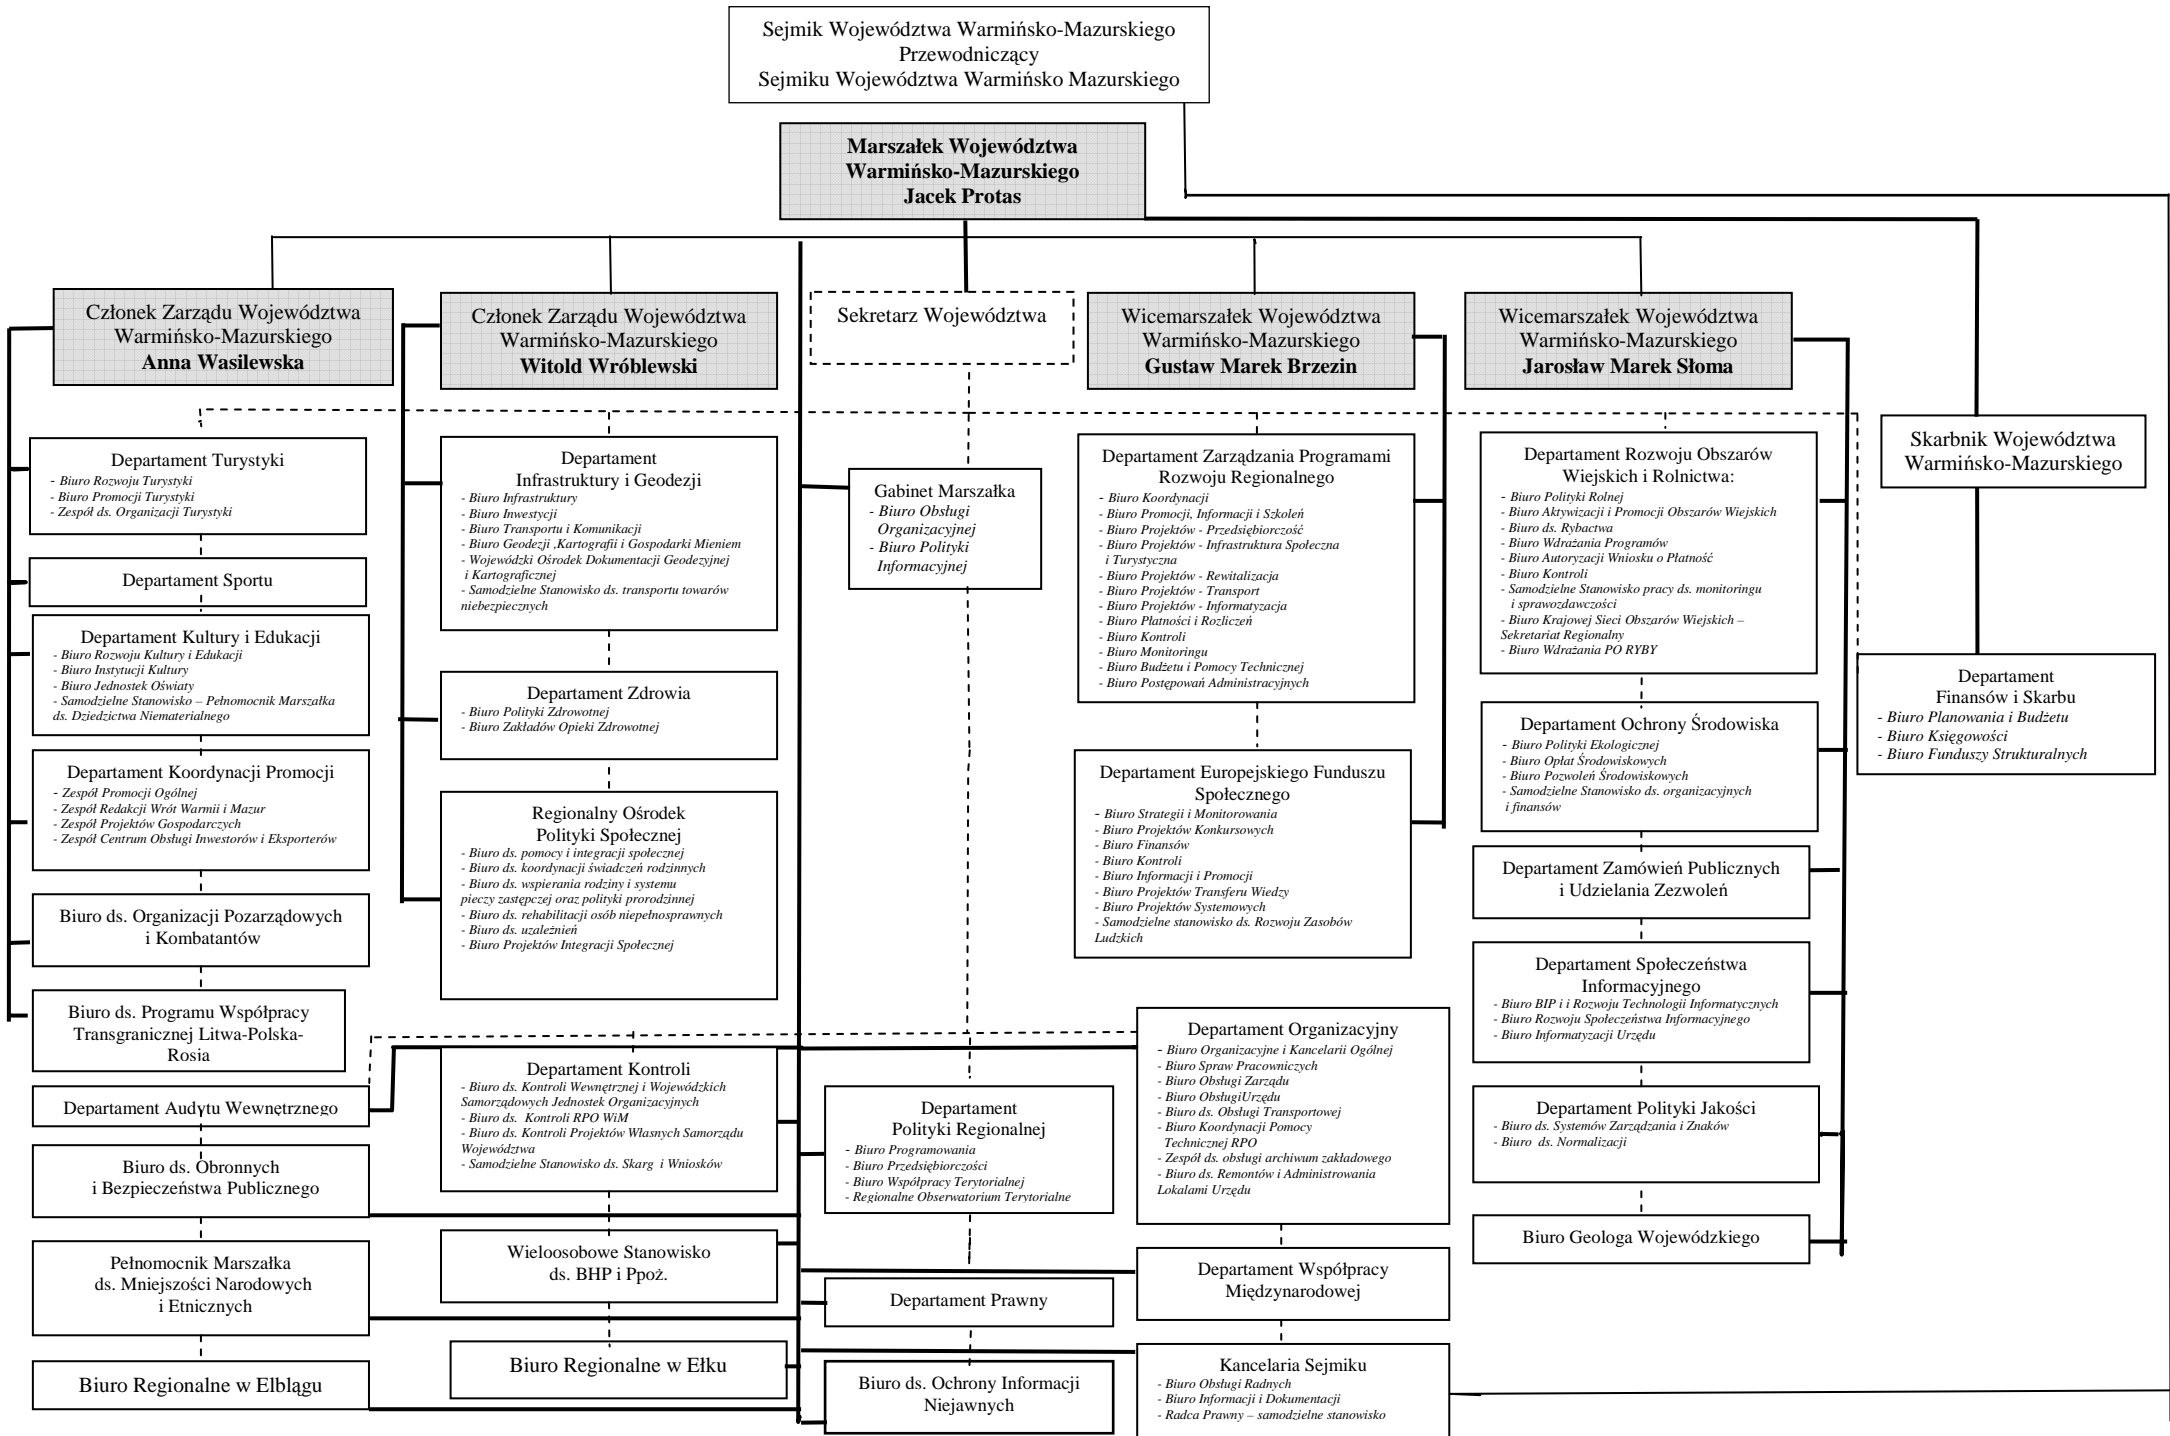 Sejmik Województwa Warmińsko-Mazurskiego
Przewodniczący
Sejmiku Województwa Warmińsko Mazurskiego
Marszałek Województwa
Warmińsko-Mazurskiego
Jacek Protas
Członek Zarządu Województwa
Warmińsko-Mazurskiego
Anna Wasilewska
Członek Zarządu Województwa
Warmińsko-Mazurskiego
Witold Wróblewski
Sekretarz Województwa
Wicemarszałek Województwa
Warmińsko-Mazurskiego
Gustaw Marek Brzezin
Wicemarszałek Województwa
Warmińsko-Mazurskiego
Jarosław Marek Słoma
Skarbnik Województwa
Warmińsko-Mazurskiego
Departament Turystyki
- Biuro Rozwoju Turystyki
- Biuro Promocji Turystyki
- Zespół ds. Organizacji Turystyki
Departament Sportu
Departament Kultury i Edukacji
- Biuro Rozwoju Kultury i Edukacji
- Biuro Instytucji Kultury
- Biuro Jednostek Oświaty
- Samodzielne Stanowisko – Pełnomocnik Marszałka
ds. Dziedzictwa Niematerialnego
Departament Koordynacji Promocji
- Zespół Promocji Ogólnej
- Zespół Redakcji Wrót Warmii i Mazur
- Zespół Projektów Gospodarczych
- Zespół Centrum Obsługi Inwestorów i Eksporterów
Biuro ds. Organizacji Pozarządowych
i Kombatantów
Biuro ds. Programu Współpracy
Transgranicznej Litwa-Polska-
Rosia
Departament Audytu Wewnętrznego
Biuro ds. Obronnych
i Bezpieczeństwa Publicznego
Pełnomocnik Marszałka
ds. Mniejszości Narodowych
i Etnicznych
Biuro Regionalne w Elblągu
Departament
Infrastruktury i Geodezji
- Biuro Infrastruktury
- Biuro Inwestycji
- Biuro Transportu i Komunikacji
- Biuro Geodezji ,Kartografii i Gospodarki Mieniem
- Wojewódzki Ośrodek Dokumentacji Geodezyjnej
i Kartograficznej
- Samodzielne Stanowisko ds. transportu towarów
niebezpiecznych
Departament Zdrowia
- Biuro Polityki Zdrowotnej
- Biuro Zakładów Opieki Zdrowotnej
Regionalny Ośrodek
Polityki Społecznej
- Biuro ds. pomocy i integracji społecznej
- Biuro ds. koordynacji świadczeń rodzinnych
- Biuro ds. wspierania rodziny i systemu
pieczy zastępczej oraz polityki prorodzinnej
- Biuro ds. rehabilitacji osób niepełnosprawnych
- Biuro ds. uzależnień
- Biuro Projektów Integracji Społecznej
Departament Kontroli
- Biuro ds. Kontroli Wewnętrznej i Wojewódzkich
Samorządowych Jednostek Organizacyjnych
- Biuro ds. Kontroli RPO WiM
- Biuro ds. Kontroli Projektów Własnych Samorządu
Województwa
- Samodzielne Stanowisko ds. Skarg i Wniosków
Wieloosobowe Stanowisko
ds. BHP i Ppoż.
Biuro Regionalne w Ełku
Gabinet Marszałka
- Biuro Obsługi
Organizacyjnej
- Biuro Polityki
Informacyjnej
Departament
Polityki Regionalnej
- Biuro Programowania
- Biuro Przedsiębiorczości
- Biuro Współpracy Terytorialnej
- Regionalne Obserwatorium Terytorialne
Departament Prawny
Biuro ds. Ochrony Informacji
Niejawnych
Departament Zarządzania Programami
Rozwoju Regionalnego
- Biuro Koordynacji
- Biuro Promocji, Informacji i Szkoleń
- Biuro Projektów - Przedsiębiorczość
- Biuro Projektów - Infrastruktura Społeczna
i Turystyczna
- Biuro Projektów - Rewitalizacja
- Biuro Projektów - Transport
- Biuro Projektów - Informatyzacja
- Biuro Płatności i Rozliczeń
- Biuro Kontroli
- Biuro Monitoringu
- Biuro Budżetu i Pomocy Technicznej
- Biuro Postępowań Administracyjnych
Departament Europejskiego Funduszu
Społecznego
- Biuro Strategii i Monitorowania
- Biuro Projektów Konkursowych
- Biuro Finansów
- Biuro Kontroli
- Biuro Informacji i Promocji
- Biuro Projektów Transferu Wiedzy
- Biuro Projektów Systemowych
- Samodzielne stanowisko ds. Rozwoju Zasobów
Ludzkich
Departament Organizacyjny
- Biuro Organizacyjne i Kancelarii Ogólnej
- Biuro Spraw Pracowniczych
- Biuro Obsługi Zarządu
- Biuro ObsługiUrzędu
- Biuro ds. Obsługi Transportowej
- Biuro Koordynacji Pomocy
Technicznej RPO
- Zespół ds. obsługi archiwum zakładowego
- Biuro ds. Remontów i Administrowania
Lokalami Urzędu
Departament Współpracy
Międzynarodowej
Kancelaria Sejmiku
- Biuro Obsługi Radnych
- Biuro Informacji i Dokumentacji
- Radca Prawny – samodzielne stanowisko
Departament Rozwoju Obszarów
Wiejskich i Rolnictwa:
- Biuro Polityki Rolnej
- Biuro Aktywizacji i Promocji Obszarów Wiejskich
- Biuro ds. Rybactwa
- Biuro Wdrażania Programów
- Biuro Autoryzacji Wniosku o Płatność
- Biuro Kontroli
- Samodzielne Stanowisko pracy ds. monitoringu
i sprawozdawczości
- Biuro Krajowej Sieci Obszarów Wiejskich –
Sekretariat Regionalny
- Biuro Wdrażania PO RYBY
Departament Ochrony Środowiska
- Biuro Polityki Ekologicznej
- Biuro Opłat Środowiskowych
- Biuro Pozwoleń Środowiskowych
- Samodzielne Stanowisko ds. organizacyjnych
i finansów
Departament Zamówień Publicznych
i Udzielania Zezwoleń
Departament Społeczeństwa
Informacyjnego
- Biuro BIP i i Rozwoju Technologii Informatycznych
- Biuro Rozwoju Społeczeństwa Informacyjnego
- Biuro Informatyzacji Urzędu
Departament Polityki Jakości
- Biuro ds. Systemów Zarządzania i Znaków
- Biuro ds. Normalizacji
Biuro Geologa Wojewódzkiego
Departament
Finansów i Skarbu
- Biuro Planowania i Budżetu
- Biuro Księgowości
- Biuro Funduszy Strukturalnych